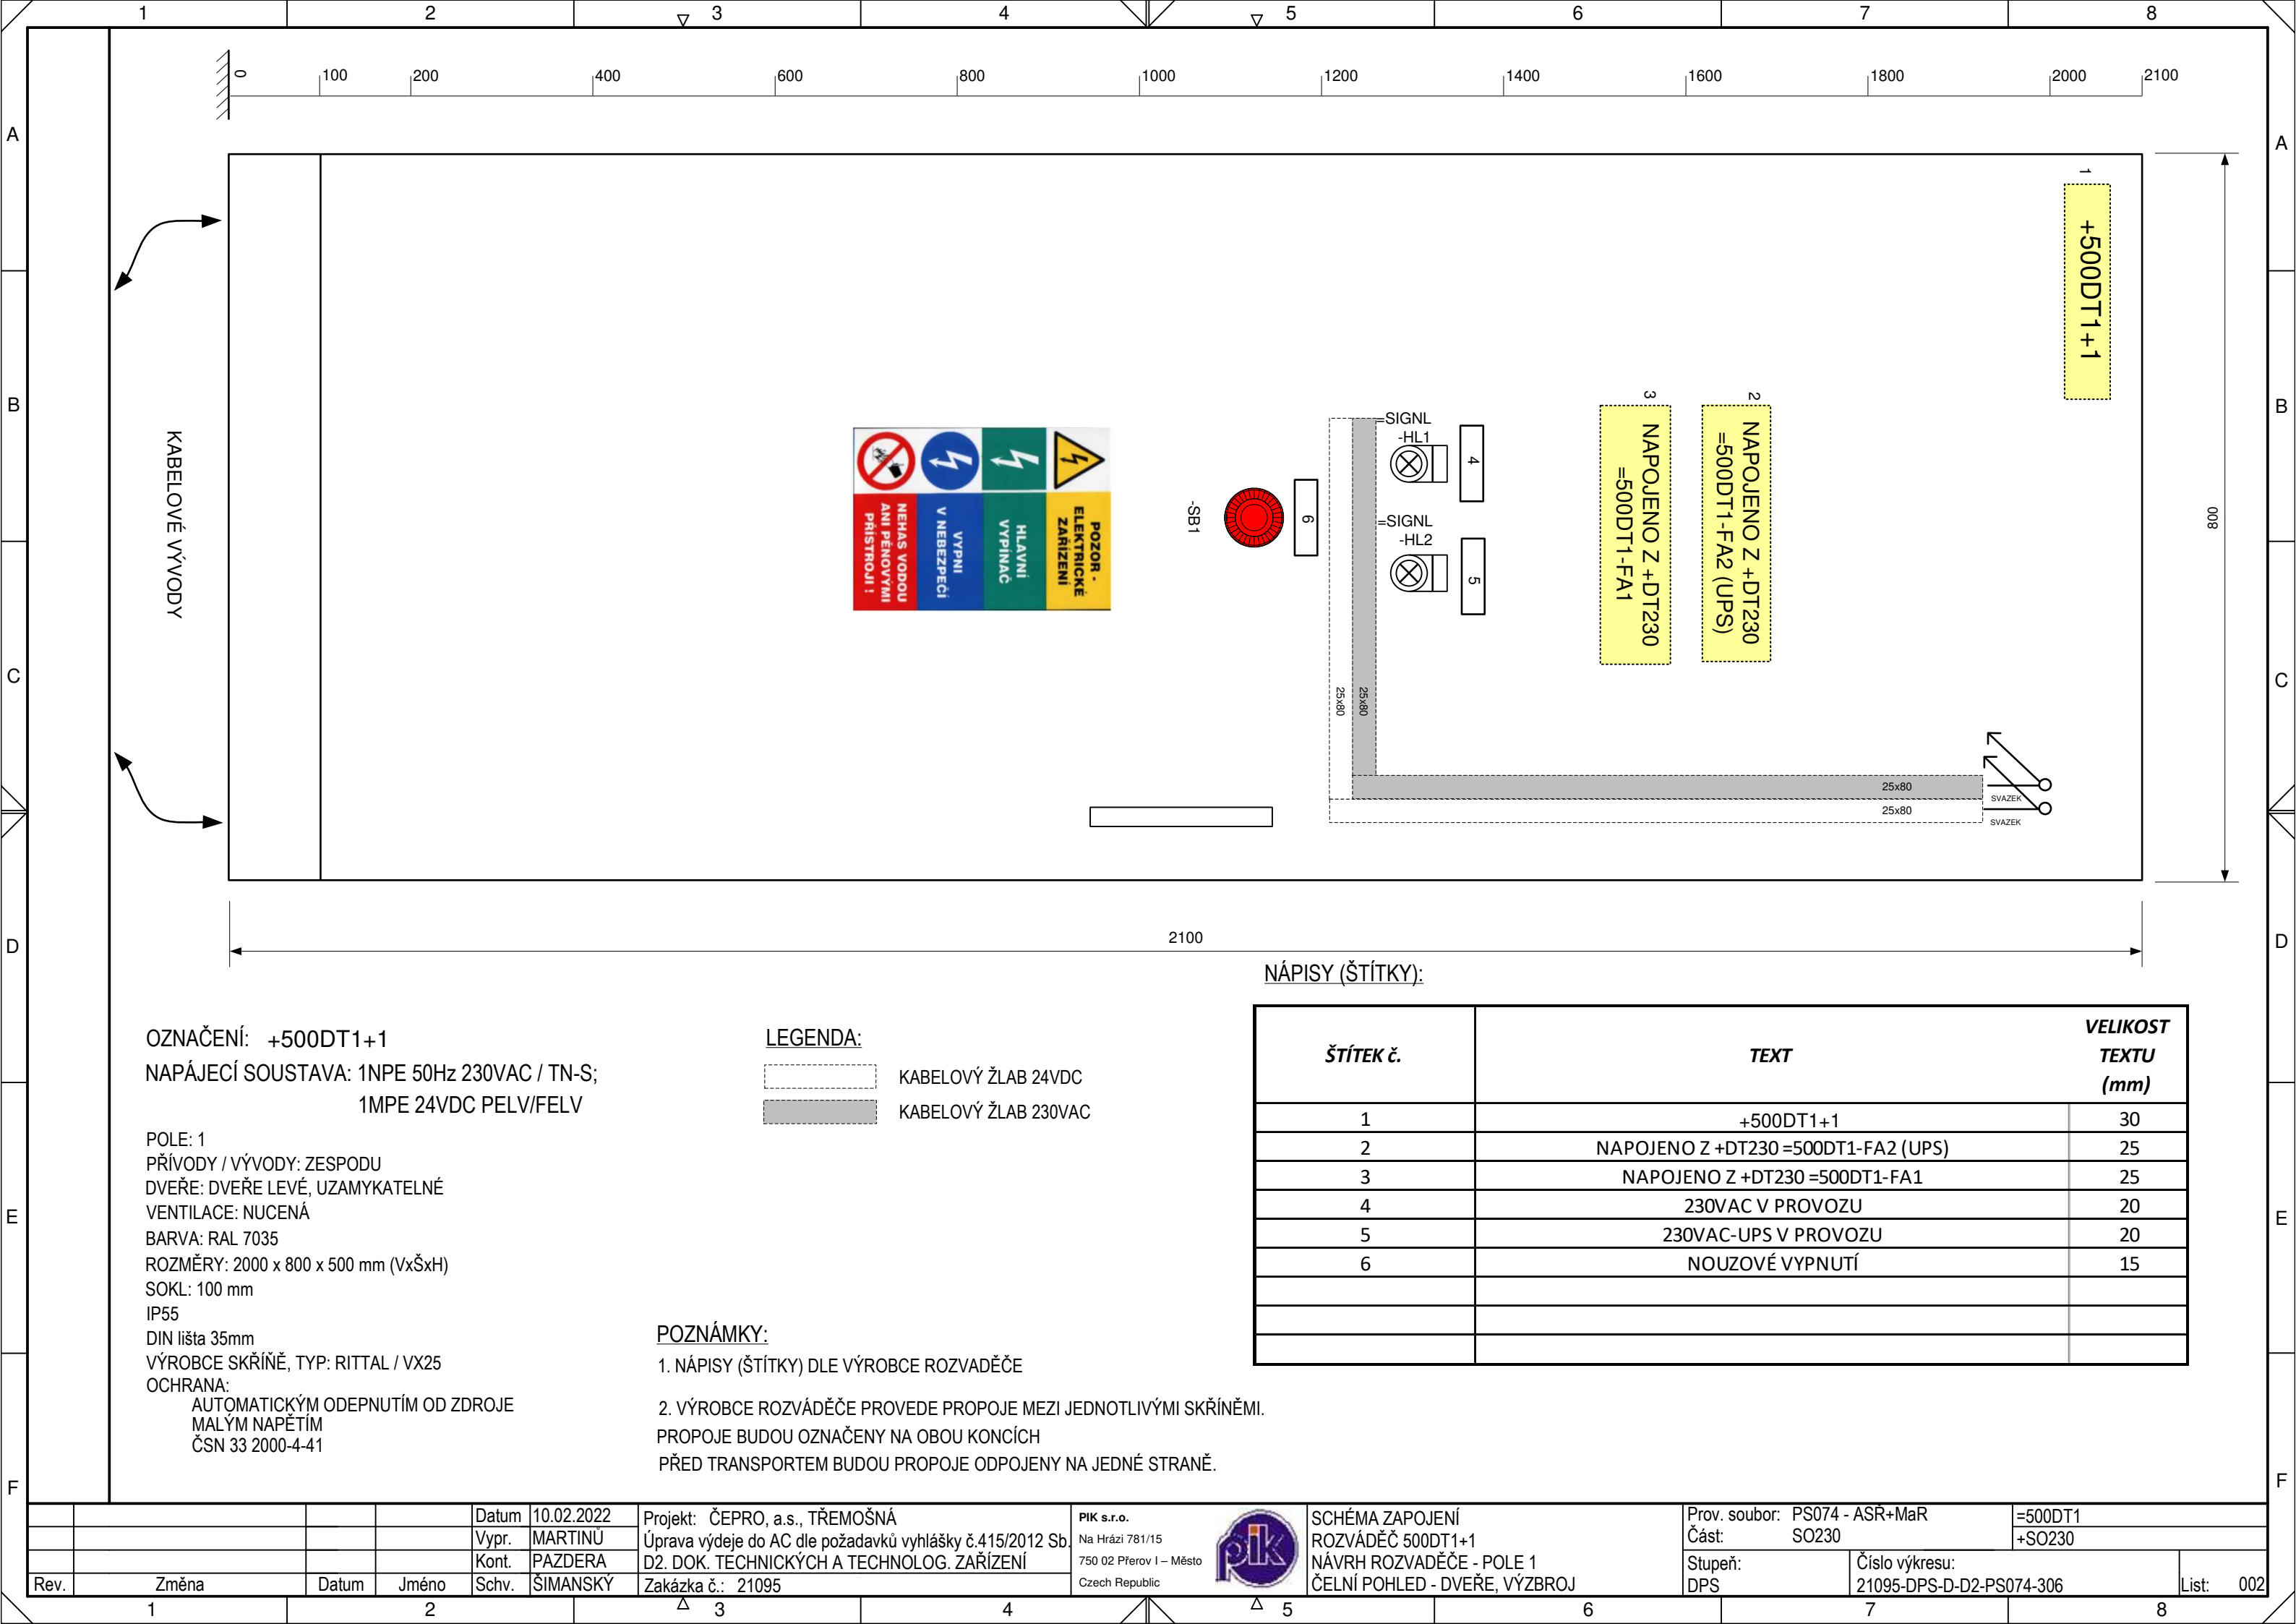 1 2 3 4 5 6 7 8
0 100 200 400 600 800 1000 1200 1400 1600 1800 2000 2100
A A
B B
C C
D D
E E
F F
KABELOVÉ VÝVODY
POZOR -
ELEKTRICKÉ
ZAŘÍZENÍ
HLAVNÍ
VYPÍNAČ
VYPNI
V NEBEZPEČÍ
NEHAS VODOU
ANI PĚNOVÝMI
PŘÍSTROJI !
-SB1
6
=SIGNL
-HL1
4
=SIGNL
-HL2
5
25x80
25x80
3
NAPOJENO Z +DT230
=500DT1-FA1
2
NAPOJENO Z +DT230
=500DT1-FA2 (UPS)
1
+500DT1+1
25x80
SVAZEK
25x80
SVAZEK
800
2100
OZNAČENÍ: +500DT1+1
NAPÁJECÍ SOUSTAVA: 1NPE 50Hz 230VAC / TN-S;
1MPE 24VDC PELV/FELV
POLE: 1
PŘÍVODY / VÝVODY: ZESPODU
DVEŘE: DVEŘE LEVÉ, UZAMYKATELNÉ
VENTILACE: NUCENÁ
BARVA: RAL 7035
ROZMĚRY: 2000 x 800 x 500 mm (VxŠxH)
SOKL: 100 mm
IP55
DIN lišta 35mm
VÝROBCE SKŘÍŇĚ, TYP: RITTAL / VX25
OCHRANA:
AUTOMATICKÝM ODEPNUTÍM OD ZDROJE
MALÝM NAPĚTÍM
ČSN 33 2000-4-41
LEGENDA:
KABELOVÝ ŽLAB 24VDC
KABELOVÝ ŽLAB 230VAC
POZNÁMKY:
1. NÁPISY (ŠTÍTKY) DLE VÝROBCE ROZVADĚČE
2. VÝROBCE ROZVÁDĚČE PROVEDE PROPOJE MEZI JEDNOTLIVÝMI SKŘÍNĚMI.
PROPOJE BUDOU OZNAČENY NA OBOU KONCÍCH
PŘED TRANSPORTEM BUDOU PROPOJE ODPOJENY NA JEDNÉ STRANĚ.
NÁPISY (ŠTÍTKY):
ŠTÍTEK č. TEXT VELIKOST TEXTU (mm)
1 +500DT1+1 30
2 NAPOJENO Z +DT230 =500DT1-FA2 (UPS) 25
3 NAPOJENO Z +DT230 =500DT1-FA1 25
4 230VAC V PROVOZU 20
5 230VAC-UPS V PROVOZU 20
6 NOUZOVÉ VYPNUTÍ 15
Rev. Změna Datum Jméno
Datum 10.02.2022
Vypr. MARTINŮ
Kont. PAZDERA
Schv. ŠIMANSKÝ
Projekt: ČEPRO, a.s., TŘEMOŠNÁ
Úprava výdeje do AC dle požadavků vyhlášky č.415/2012 Sb.
D2. DOK. TECHNICKÝCH A TECHNOLOG. ZAŘÍZENÍ
Zakázka č.: 21095
PIK s.r.o.
Na Hrázi 781/15
750 02 Přerov I – Město
Czech Republic
pik
SCHÉMA ZAPOJENÍ
ROZVÁDĚČ 500DT1+1
NÁVRH ROZVADĚČE - POLE 1
ČELNÍ POHLED - DVEŘE, VÝZBROJ
Prov. soubor: PS074 - ASŘ+MaR
Část: SO230
=500DT1
+SO230
Stupeň:
DPS
Číslo výkresu:
21095-DPS-D-D2-PS074-306
List: 002
1 2 3 4 5 6 7 8